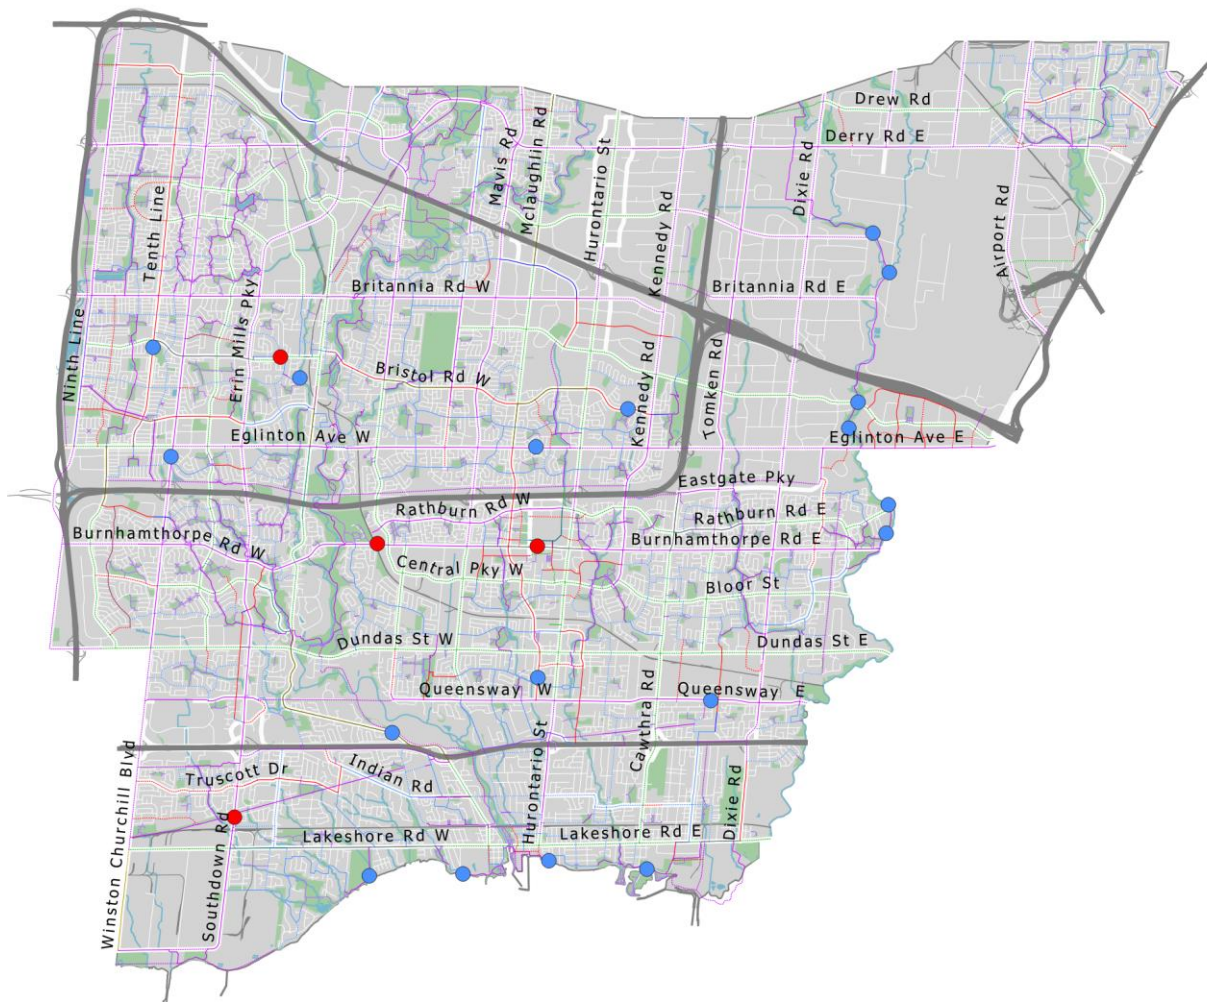 Drew Rd
Derry Rd E
Mavis Rd
Mclaughlin Rd
Hurontario St
Kennedy Rd
Dixie Rd
Airport Rd
Tenth Line
Britannia Rd W
Britannia Rd E
Ninth Line
Erin Mills Pky
Bristol Rd W
Kennedy Rd
Tomken Rd
Eglinton Ave W
Eglinton Ave E
Eastgate Pky
Rathburn Rd W
Rathburn Rd E
Burnhamthorpe Rd W
Burnhamthorpe Rd E
Central Pky W
Bloor St
Dundas St W
Dundas St E
Queensway W
Queensway E
Cawthra Rd
Hurontario St
Winston Churchill Blvd
Truscott Dr
Indian Rd
Dixie Rd
Southdown Rd
Lakeshore Rd W
Lakeshore Rd E